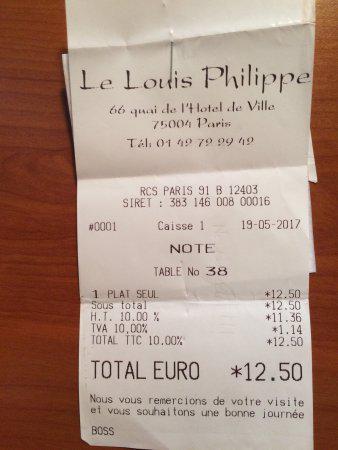 Le Louis Philippe
66 quai de l'Hotel de Ville
75004 Paris
Tél: 01 42 72 29 42
RCS PARIS 91 B 12403
SIRET : 383 146 008 00016
#0001 Caisse 1 19-05-2017
NOTE
TABLE No 38
1 PLAT SEUL *12.50
Sous total *12.50
H.T. 10.00 % *11.36
TVA 10,00% *1.14
TOTAL TTC 10.00% *12.50
TOTAL EURO *12.50
Nous vous remercions de votre visite
et vous souhaitons une bonne journée
BOSS